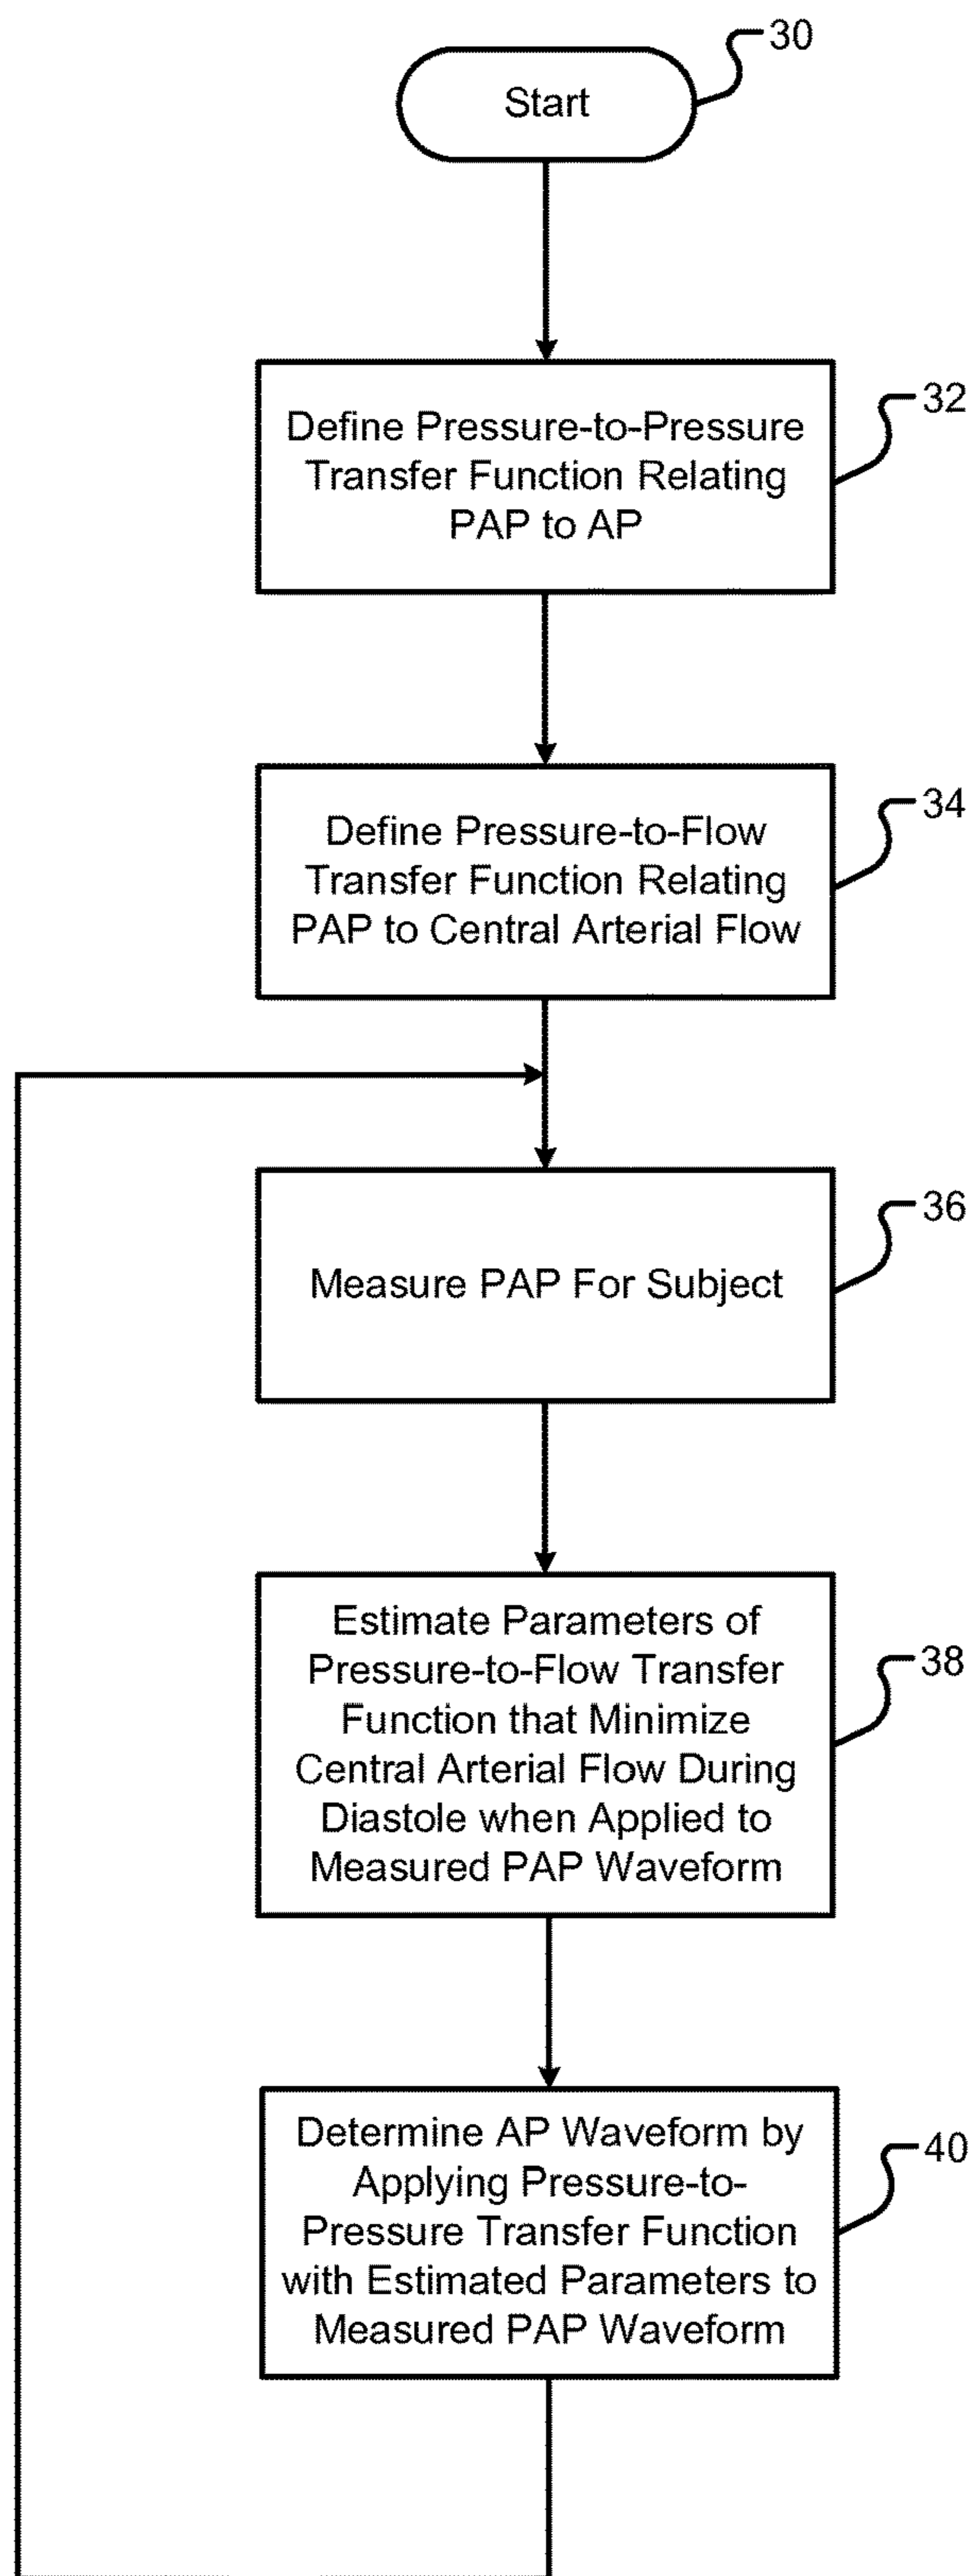 30
Start
32
Define Pressure-to-Pressure
Transfer Function Relating
PAP to AP
34
Define Pressure-to-Flow
Transfer Function Relating
PAP to Central Arterial Flow
36
Measure PAP For Subject
38
Estimate Parameters of
Pressure-to-Flow Transfer
Function that Minimize
Central Arterial Flow During
Diastole when Applied to
Measured PAP Waveform
40
Determine AP Waveform by
Applying Pressure-to-
Pressure Transfer Function
with Estimated Parameters to
Measured PAP Waveform